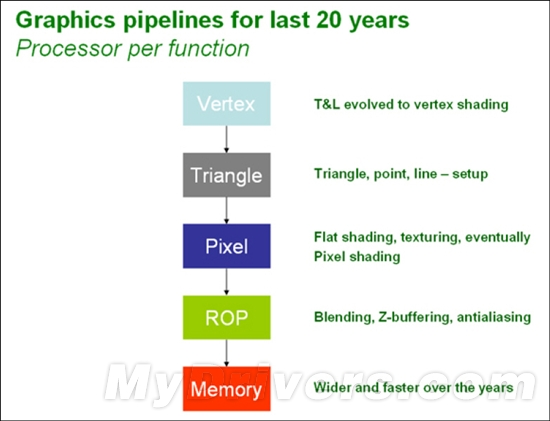 Graphics pipelines for last 20 years
Processor per function
Vertex
T&L evolved to vertex shading
Triangle
Triangle, point, line – setup
Pixel
Flat shading, texturing, eventually
Pixel shading
ROP
Blending, Z-buffering, antialiasing
Memory
Wider and faster over the years
MyDrivers.com